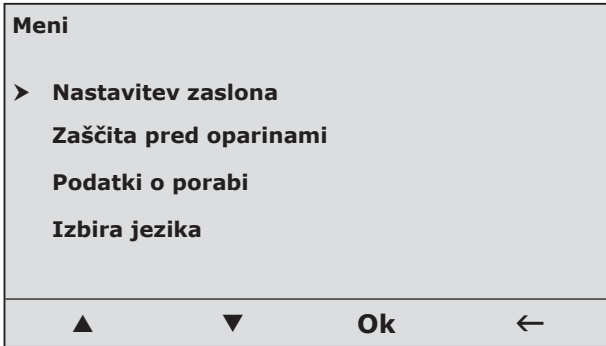 Meni
➤ Nastavitev zaslona
Zaščita pred oparinami
Podatki o porabi
Izbira jezika
▲ ▼ Ok ←